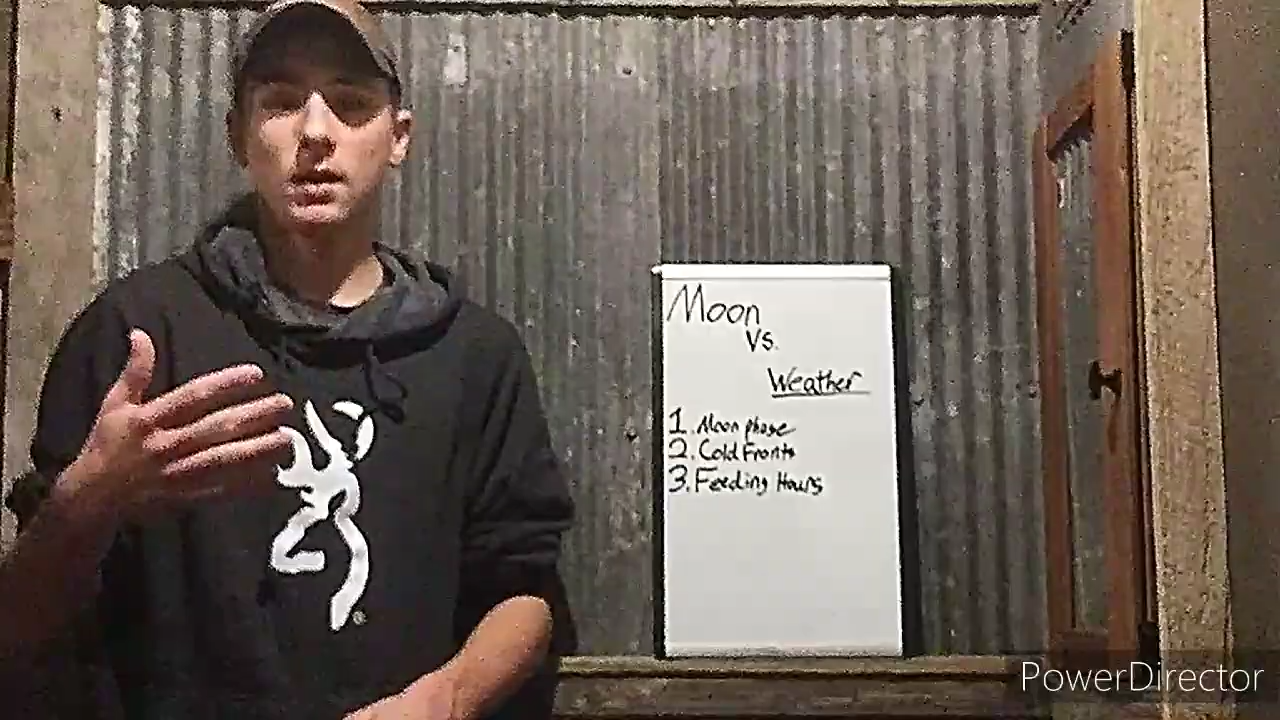 Moon
Vs.
Weather
1. Moon phase
2. Cold Fronts
3. Feeding Hours
PowerDirector